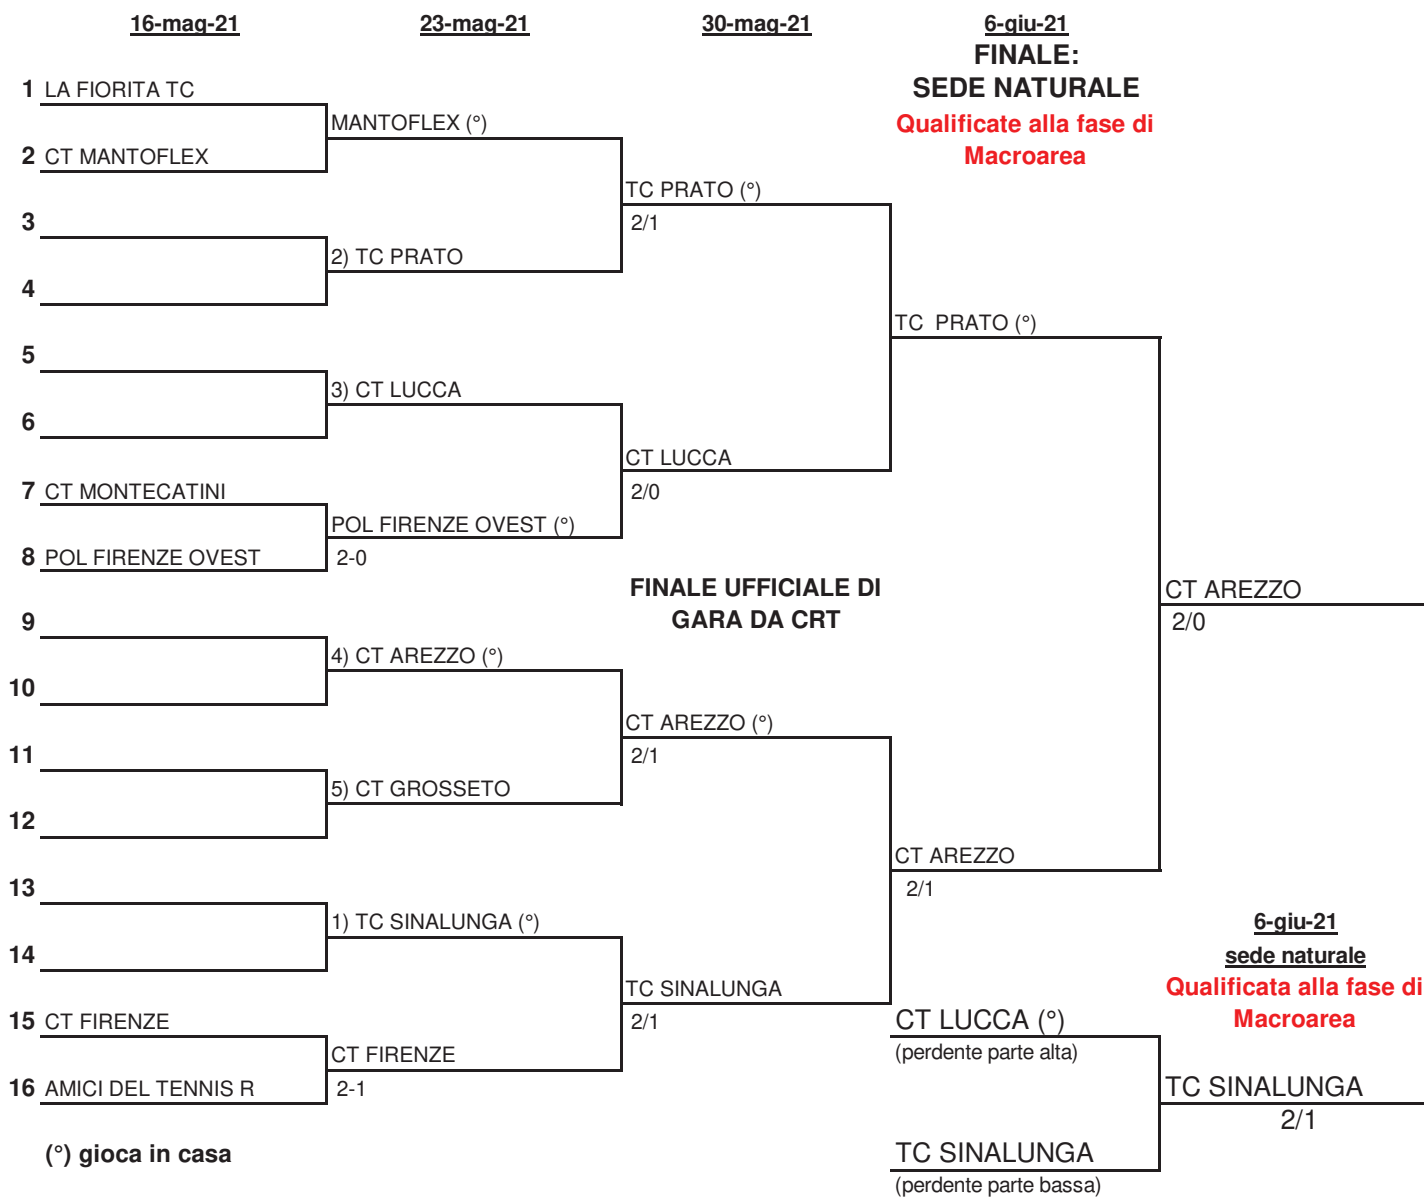 16-mag-21
23-mag-21
30-mag-21
6-giu-21
FINALE:
SEDE NATURALE
Qualificate alla fase di
Macroarea
1 LA FIORITA TC
MANTOFLEX (°)
2 CT MANTOFLEX
TC PRATO (°)
2/1
3
2) TC PRATO
4
TC PRATO (°)
5
3) CT LUCCA
6
CT LUCCA
2/0
7 CT MONTECATINI
POL FIRENZE OVEST (°)
2-0
8 POL FIRENZE OVEST
FINALE UFFICIALE DI
GARA DA CRT
CT AREZZO
2/0
9
4) CT AREZZO (°)
10
CT AREZZO (°)
2/1
11
5) CT GROSSETO
12
CT AREZZO
2/1
13
1) TC SINALUNGA (°)
14
TC SINALUNGA
2/1
15 CT FIRENZE
CT FIRENZE
2-1
16 AMICI DEL TENNIS R
6-giu-21
sede naturale
Qualificata alla fase di
Macroarea
CT LUCCA (°)
(perdente parte alta)
TC SINALUNGA
2/1
TC SINALUNGA
(perdente parte bassa)
(°) gioca in casa